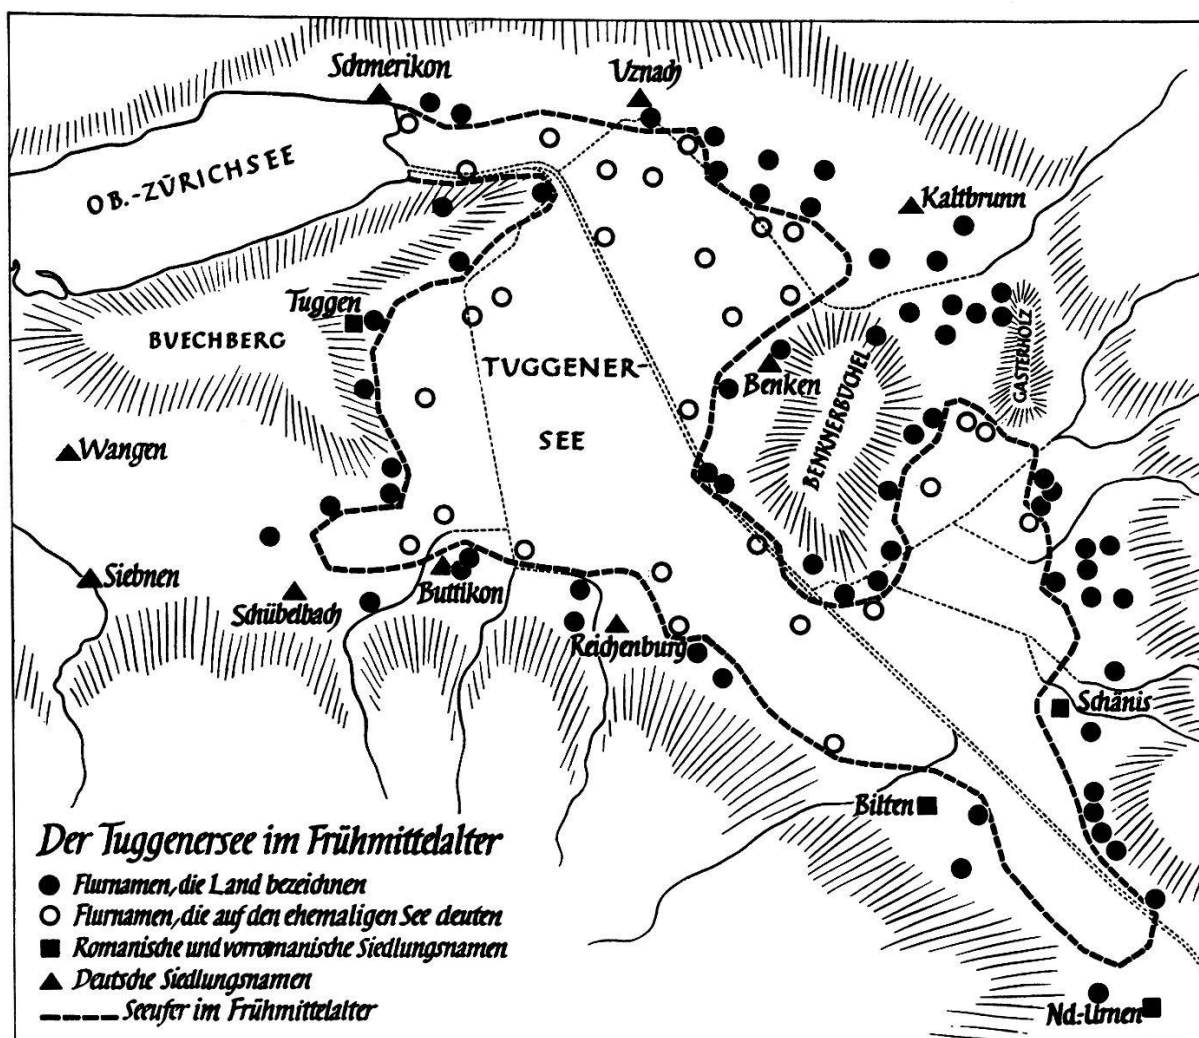 Schmerikon
Uznach
OB.-ZÜRICHSEE
Kaltbrunn
Tuggen
BUECHBERG
TUGGENER-
SEE
Benken
BENKNERBÜCHEL
GASTERHOLZ
Wangen
Siebnen
Schübelbach
Buttikon
Reichenburg
Schänis
Bilten
Nd.-Urnen
Der Tuggenersee im Frühmittelalter
Flurnamen, die Land bezeichnen
Flurnamen, die auf den ehemaligen See deuten
Romanische und vorromanische Siedlungsnamen
Deutsche Siedlungsnamen
Seeufer im Frühmittelalter